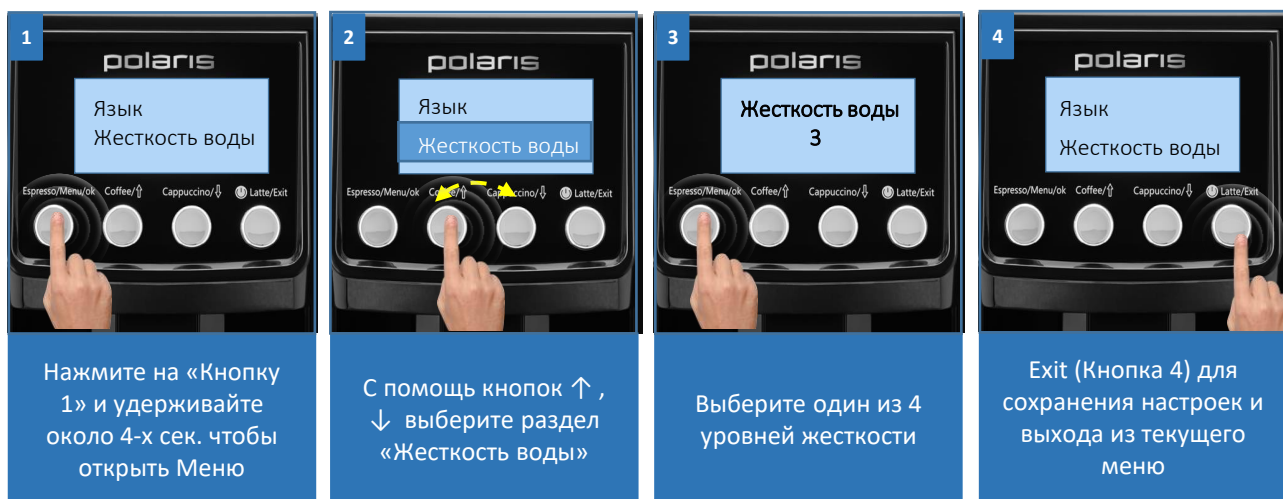 1
polaris
Язык
Жесткость воды
Espresso/Menu/ok Coffee/⇧ Cappuccino/⇩ Latte/Exit
Нажмите на «Кнопку
1» и удерживайте
около 4-х сек. чтобы
открыть Меню
2
polaris
Язык
Жесткость воды
Espresso/Menu/ok Coffee/⇧ Cappuccino/⇩ Latte/Exit
С помощь кнопок ↑ ,
↓ выберите раздел
«Жесткость воды»
3
polaris
Жесткость воды
3
Espresso/Menu/ok Coffee/⇧ Cappuccino/⇩ Latte/Exit
Выберите один из 4
уровней жесткости
4
polaris
Язык
Жесткость воды
Espresso/Menu/ok Coffee/⇧ Cappuccino/⇩ Latte/Exit
Exit (Кнопка 4) для
сохранения настроек и
выхода из текущего
меню